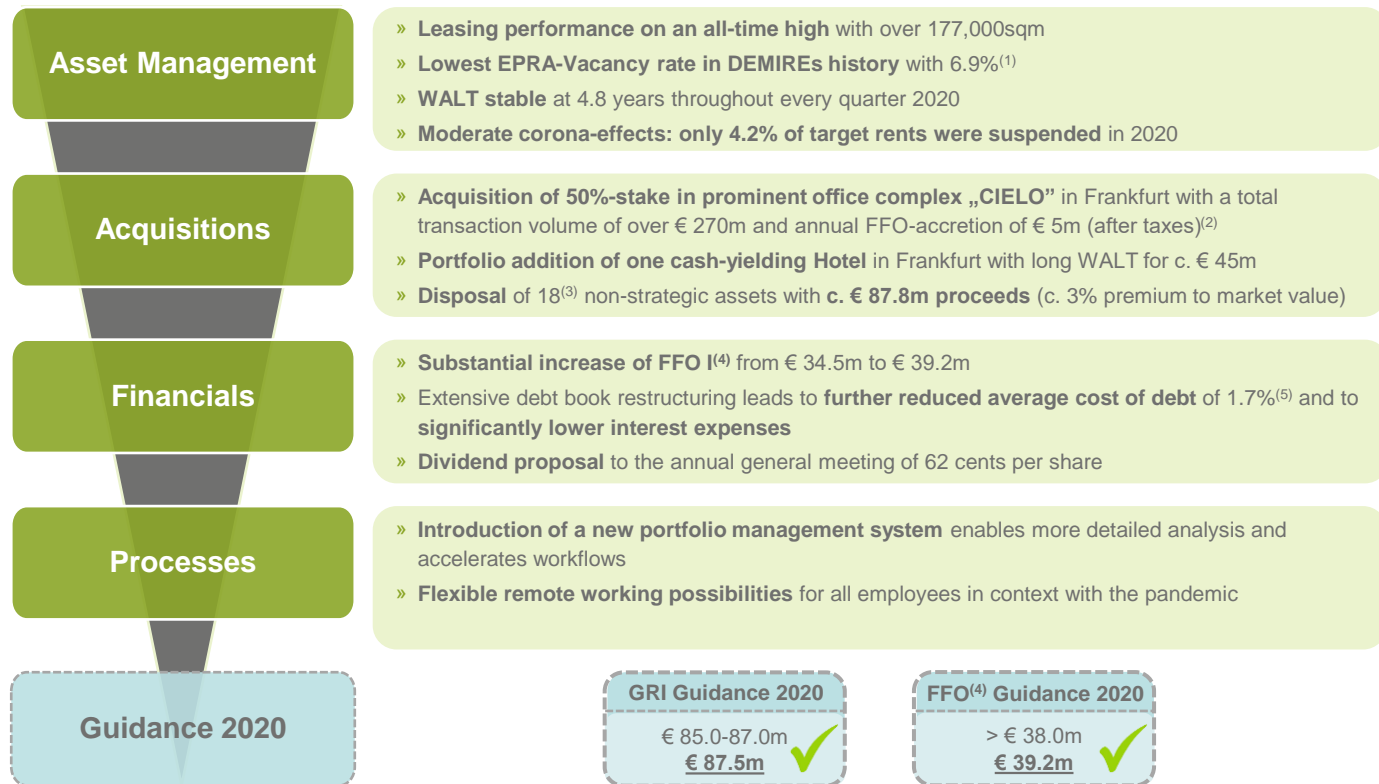 Asset Management
» Leasing performance on an all-time high with over 177,000sqm
» Lowest EPRA-Vacancy rate in DEMIREs history with 6.9%(1)
» WALT stable at 4.8 years throughout every quarter 2020
» Moderate corona-effects: only 4.2% of target rents were suspended in 2020
Acquisitions
» Acquisition of 50%-stake in prominent office complex „CIELO” in Frankfurt with a total
transaction volume of over € 270m and annual FFO-accretion of € 5m (after taxes)(2)
» Portfolio addition of one cash-yielding Hotel in Frankfurt with long WALT for c. € 45m
» Disposal of 18(3) non-strategic assets with c. € 87.8m proceeds (c. 3% premium to market value)
Financials
» Substantial increase of FFO I(4) from € 34.5m to € 39.2m
» Extensive debt book restructuring leads to further reduced average cost of debt of 1.7%(5) and to
significantly lower interest expenses
» Dividend proposal to the annual general meeting of 62 cents per share
Processes
» Introduction of a new portfolio management system enables more detailed analysis and
accelerates workflows
» Flexible remote working possibilities for all employees in context with the pandemic
Guidance 2020
GRI Guidance 2020
€ 85.0-87.0m
€ 87.5m
FFO(4) Guidance 2020
> € 38.0m
€ 39.2m